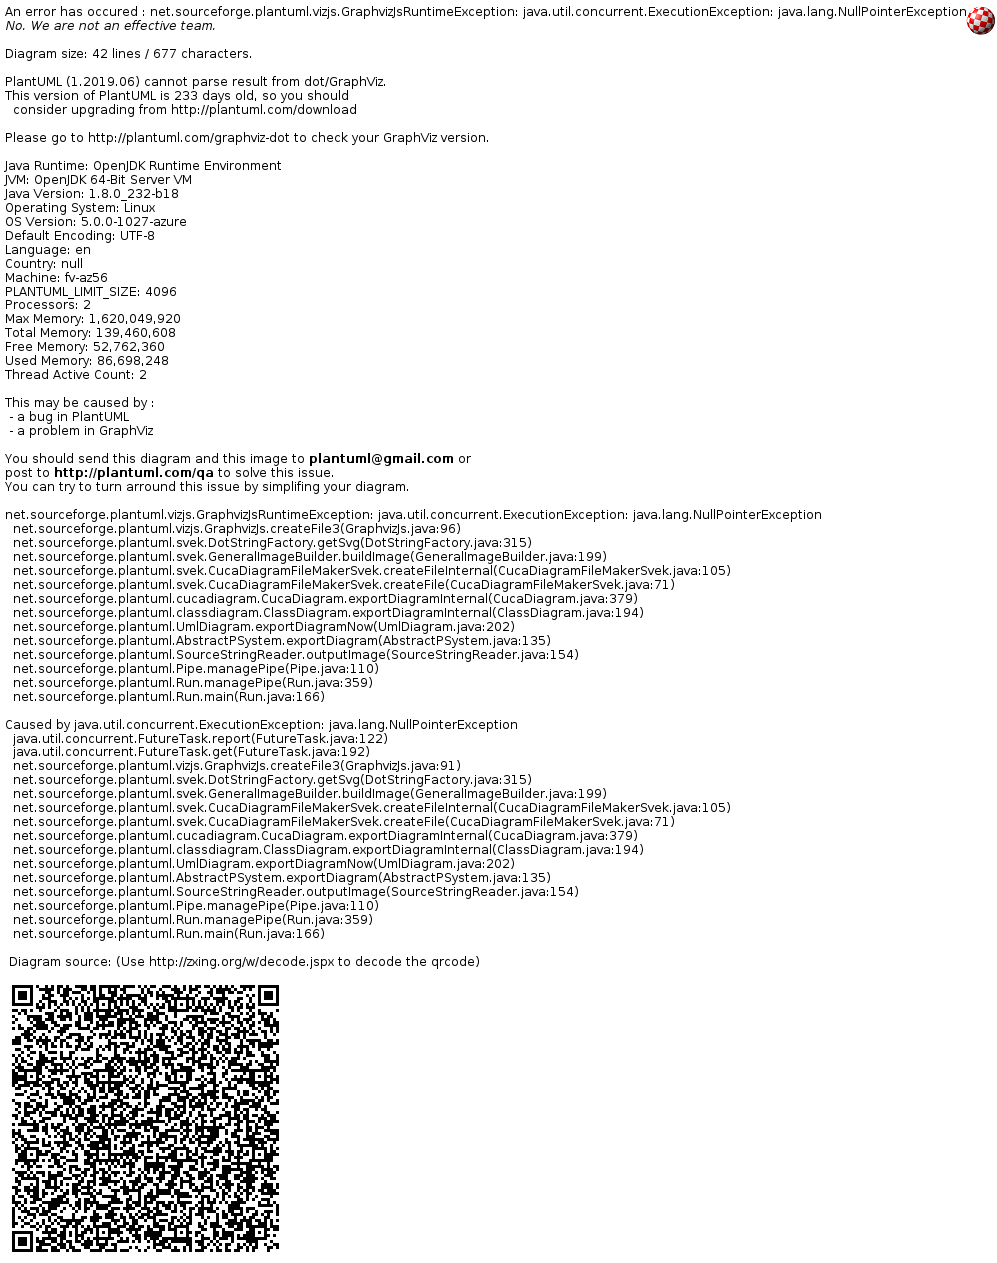 An error has occured : net.sourceforge.plantuml.vizjs.GraphvizJsRuntimeException: java.util.concurrent.ExecutionException: java.lang.NullPointerException
No. We are not an effective team.
Diagram size: 42 lines / 677 characters.
PlantUML (1.2019.06) cannot parse result from dot/GraphViz.
This version of PlantUML is 233 days old, so you should
consider upgrading from http://plantuml.com/download
Please go to http://plantuml.com/graphviz-dot to check your GraphViz version.
Java Runtime: OpenJDK Runtime Environment
JVM: OpenJDK 64-Bit Server VM
Java Version: 1.8.0_232-b18
Operating System: Linux
OS Version: 5.0.0-1027-azure
Default Encoding: UTF-8
Language: en
Country: null
Machine: fv-az56
PLANTUML_LIMIT_SIZE: 4096
Processors: 2
Max Memory: 1,620,049,920
Total Memory: 139,460,608
Free Memory: 52,762,360
Used Memory: 86,698,248
Thread Active Count: 2
This may be caused by :
- a bug in PlantUML
- a problem in GraphViz
You should send this diagram and this image to plantuml@gmail.com or
post to http://plantuml.com/qa to solve this issue.
You can try to turn arround this issue by simplifing your diagram.
net.sourceforge.plantuml.vizjs.GraphvizJsRuntimeException: java.util.concurrent.ExecutionException: java.lang.NullPointerException
net.sourceforge.plantuml.vizjs.GraphvizJs.createFile3(GraphvizJs.java:96)
net.sourceforge.plantuml.svek.DotStringFactory.getSvg(DotStringFactory.java:315)
net.sourceforge.plantuml.svek.GeneralImageBuilder.buildImage(GeneralImageBuilder.java:199)
net.sourceforge.plantuml.svek.CucaDiagramFileMakerSvek.createFileInternal(CucaDiagramFileMakerSvek.java:105)
net.sourceforge.plantuml.svek.CucaDiagramFileMakerSvek.createFile(CucaDiagramFileMakerSvek.java:71)
net.sourceforge.plantuml.cucadiagram.CucaDiagram.exportDiagramInternal(CucaDiagram.java:379)
net.sourceforge.plantuml.classdiagram.ClassDiagram.exportDiagramInternal(ClassDiagram.java:194)
net.sourceforge.plantuml.UmlDiagram.exportDiagramNow(UmlDiagram.java:202)
net.sourceforge.plantuml.AbstractPSystem.exportDiagram(AbstractPSystem.java:135)
net.sourceforge.plantuml.SourceStringReader.outputImage(SourceStringReader.java:154)
net.sourceforge.plantuml.Pipe.managePipe(Pipe.java:110)
net.sourceforge.plantuml.Run.managePipe(Run.java:359)
net.sourceforge.plantuml.Run.main(Run.java:166)
Caused by java.util.concurrent.ExecutionException: java.lang.NullPointerException
java.util.concurrent.FutureTask.report(FutureTask.java:122)
java.util.concurrent.FutureTask.get(FutureTask.java:192)
net.sourceforge.plantuml.vizjs.GraphvizJs.createFile3(GraphvizJs.java:91)
net.sourceforge.plantuml.svek.DotStringFactory.getSvg(DotStringFactory.java:315)
net.sourceforge.plantuml.svek.GeneralImageBuilder.buildImage(GeneralImageBuilder.java:199)
net.sourceforge.plantuml.svek.CucaDiagramFileMakerSvek.createFileInternal(CucaDiagramFileMakerSvek.java:105)
net.sourceforge.plantuml.svek.CucaDiagramFileMakerSvek.createFile(CucaDiagramFileMakerSvek.java:71)
net.sourceforge.plantuml.cucadiagram.CucaDiagram.exportDiagramInternal(CucaDiagram.java:379)
net.sourceforge.plantuml.classdiagram.ClassDiagram.exportDiagramInternal(ClassDiagram.java:194)
net.sourceforge.plantuml.UmlDiagram.exportDiagramNow(UmlDiagram.java:202)
net.sourceforge.plantuml.AbstractPSystem.exportDiagram(AbstractPSystem.java:135)
net.sourceforge.plantuml.SourceStringReader.outputImage(SourceStringReader.java:154)
net.sourceforge.plantuml.Pipe.managePipe(Pipe.java:110)
net.sourceforge.plantuml.Run.managePipe(Run.java:359)
net.sourceforge.plantuml.Run.main(Run.java:166)
Diagram source: (Use http://zxing.org/w/decode.jspx to decode the qrcode)